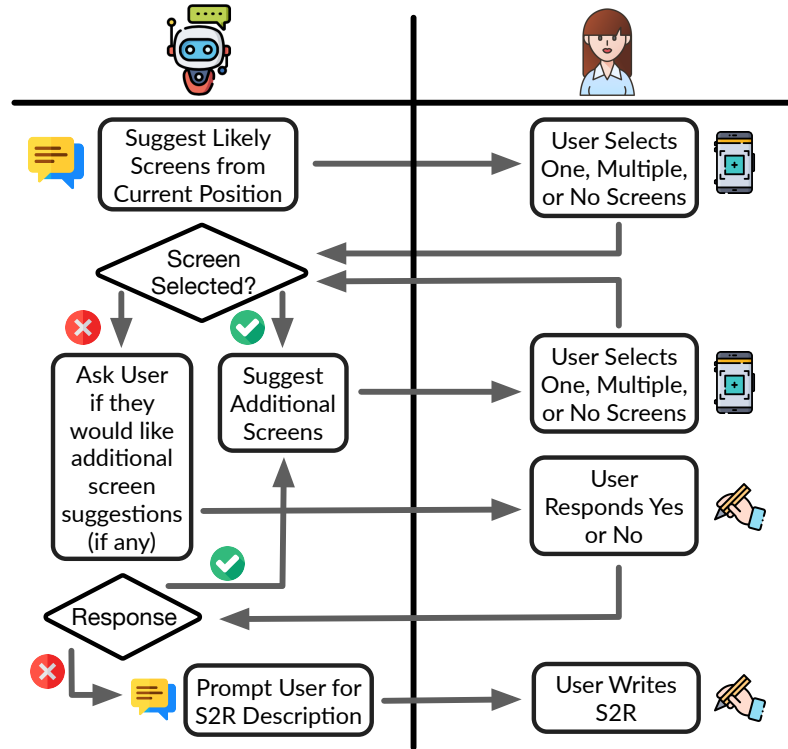 Suggest Likely
Screens from
Current Position
User Selects
One, Multiple,
or No Screens
Screen
Selected?
Ask User
if they
would like
additional
screen
suggestions
(if any)
Suggest
Additional
Screens
User Selects
One, Multiple,
or No Screens
User
Responds Yes
or No
Response
Prompt User for
S2R Description
User Writes
S2R